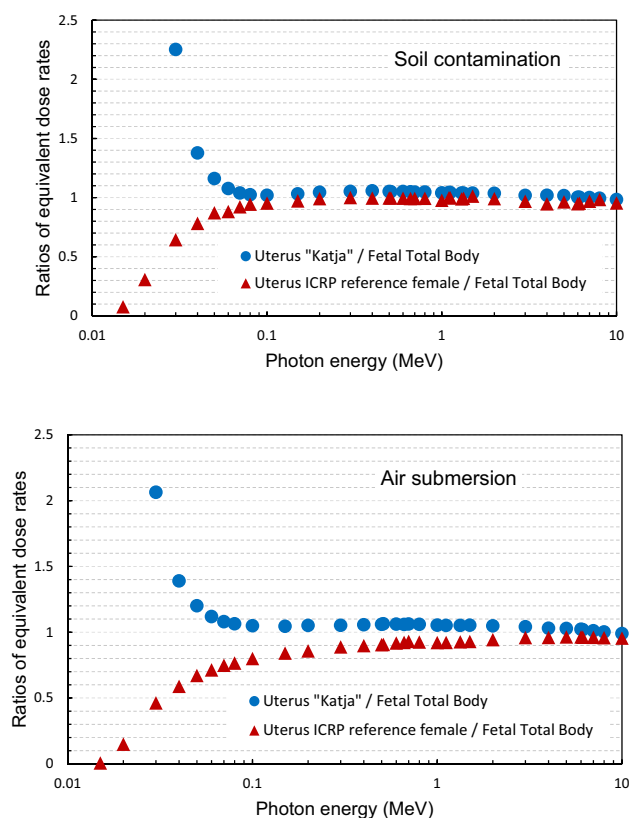 2.5
Soil contamination
2
1.5
1
0.5
0
Ratios of equivalent dose rates
Uterus "Katja" / Fetal Total Body
Uterus ICRP reference female / Fetal Total Body
0.01
0.1
1
10
Photon energy (MeV)
2.5
Air submersion
2
1.5
1
0.5
0
Ratios of equivalent dose rates
Uterus "Katja" / Fetal Total Body
Uterus ICRP reference female / Fetal Total Body
0.01
0.1
1
10
Photon energy (MeV)